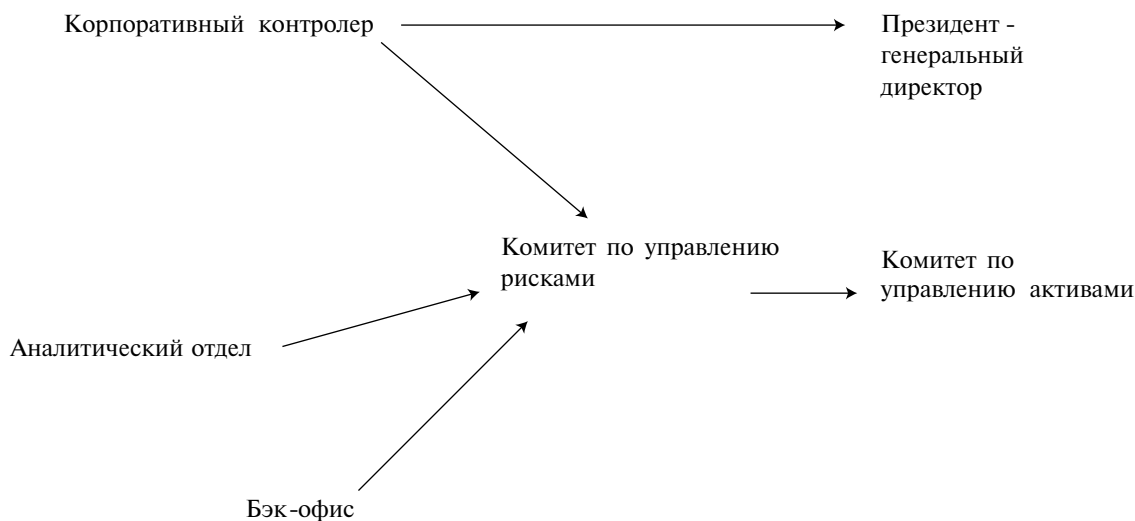 Корпоративный контролер
Президент -
генеральный
директор
Комитет по управлению
рисками
Комитет по
управлению активами
Аналитический отдел
Бэк-офис